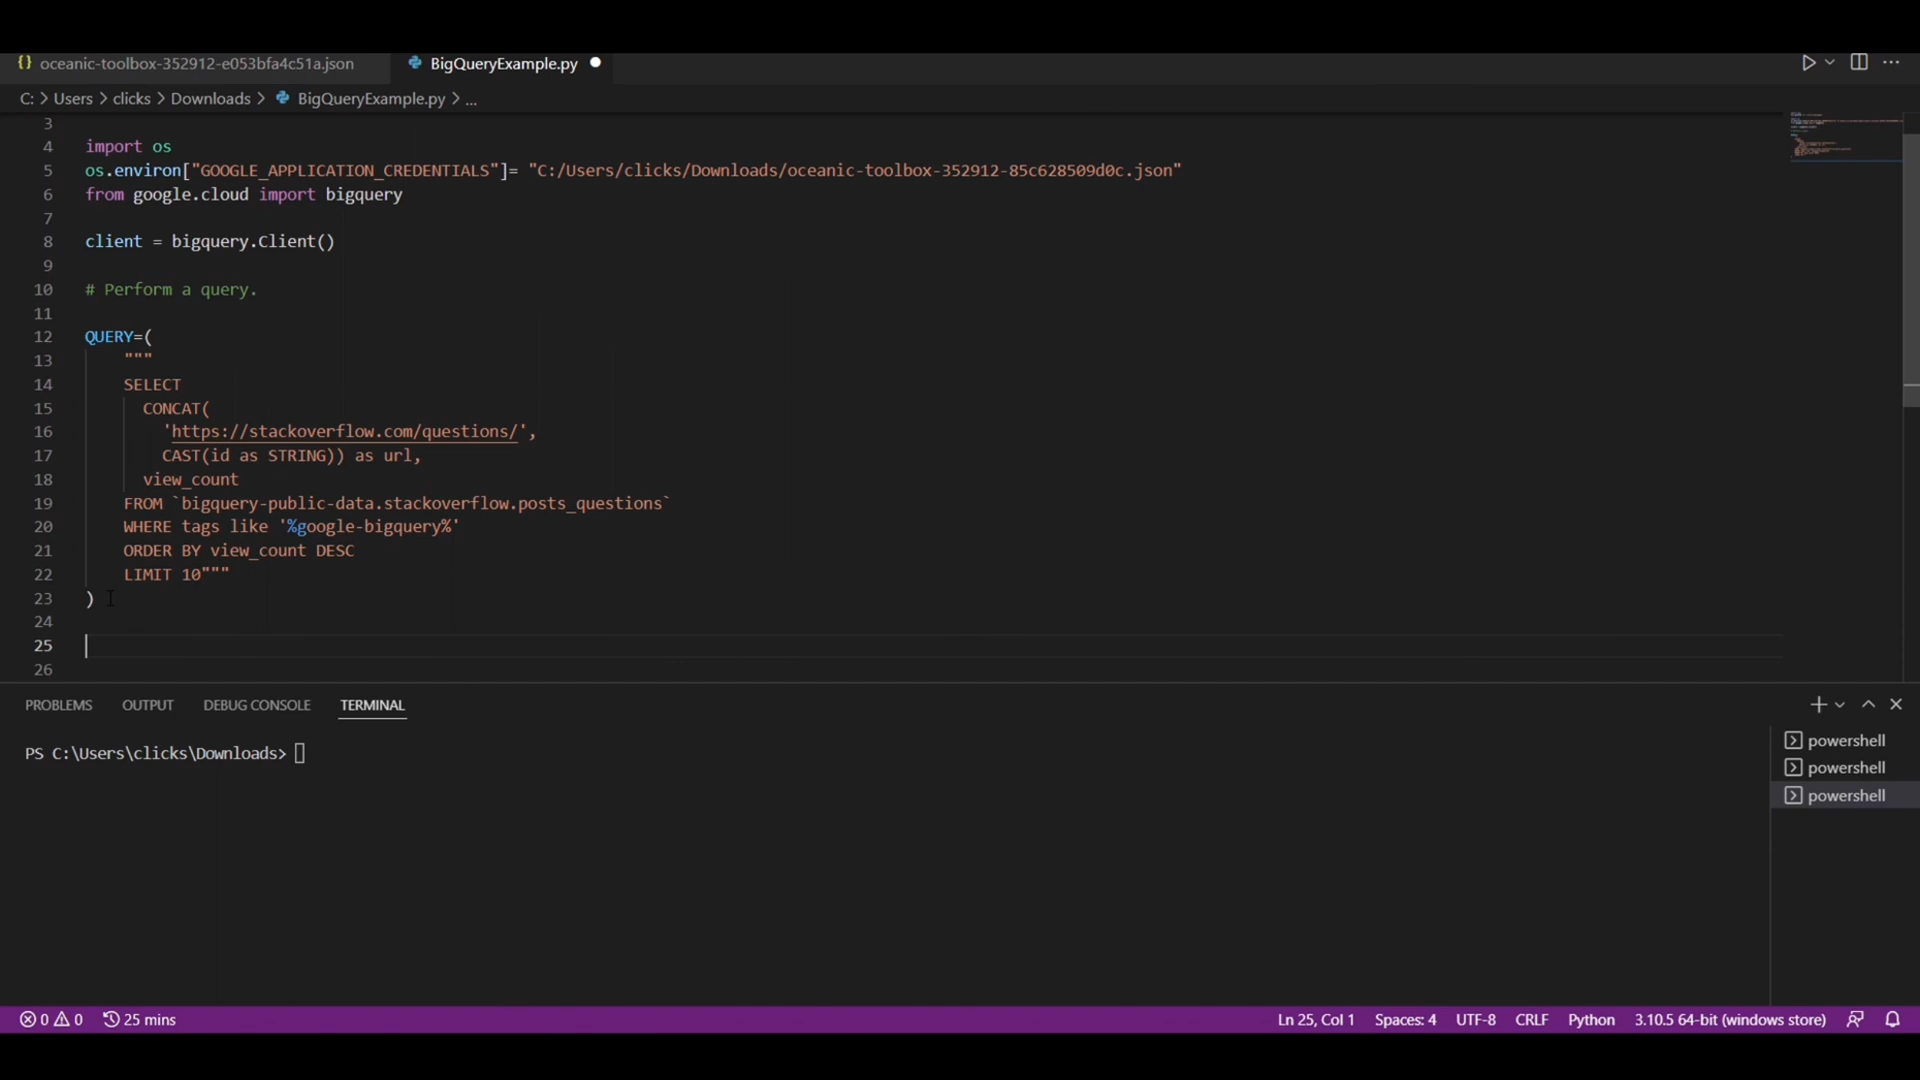 {} oceanic-toolbox-352912-e053bfa4c51a.json BigQueryExample.py
C: > Users > clicks > Downloads > BigQueryExample.py > ...
3
4 import os
5 os.environ["GOOGLE_APPLICATION_CREDENTIALS"]= "C:/Users/clicks/Downloads/oceanic-toolbox-352912-85c628509d0c.json"
6 from google.cloud import bigquery
7
8 client = bigquery.Client()
9
10 # Perform a query.
11
12 QUERY=(
13 """
14 SELECT
15 CONCAT(
16 'https://stackoverflow.com/questions/',
17 CAST(id as STRING)) as url,
18 view_count
19 FROM `bigquery-public-data.stackoverflow.posts_questions`
20 WHERE tags like '%google-bigquery%'
21 ORDER BY view_count DESC
22 LIMIT 10"""
23 )
24
25
26
PROBLEMS OUTPUT DEBUG CONSOLE TERMINAL
PS C:\Users\clicks\Downloads>
powershell
powershell
powershell
0 0 25 mins Ln 25, Col 1 Spaces: 4 UTF-8 CRLF Python 3.10.5 64-bit (windows store)